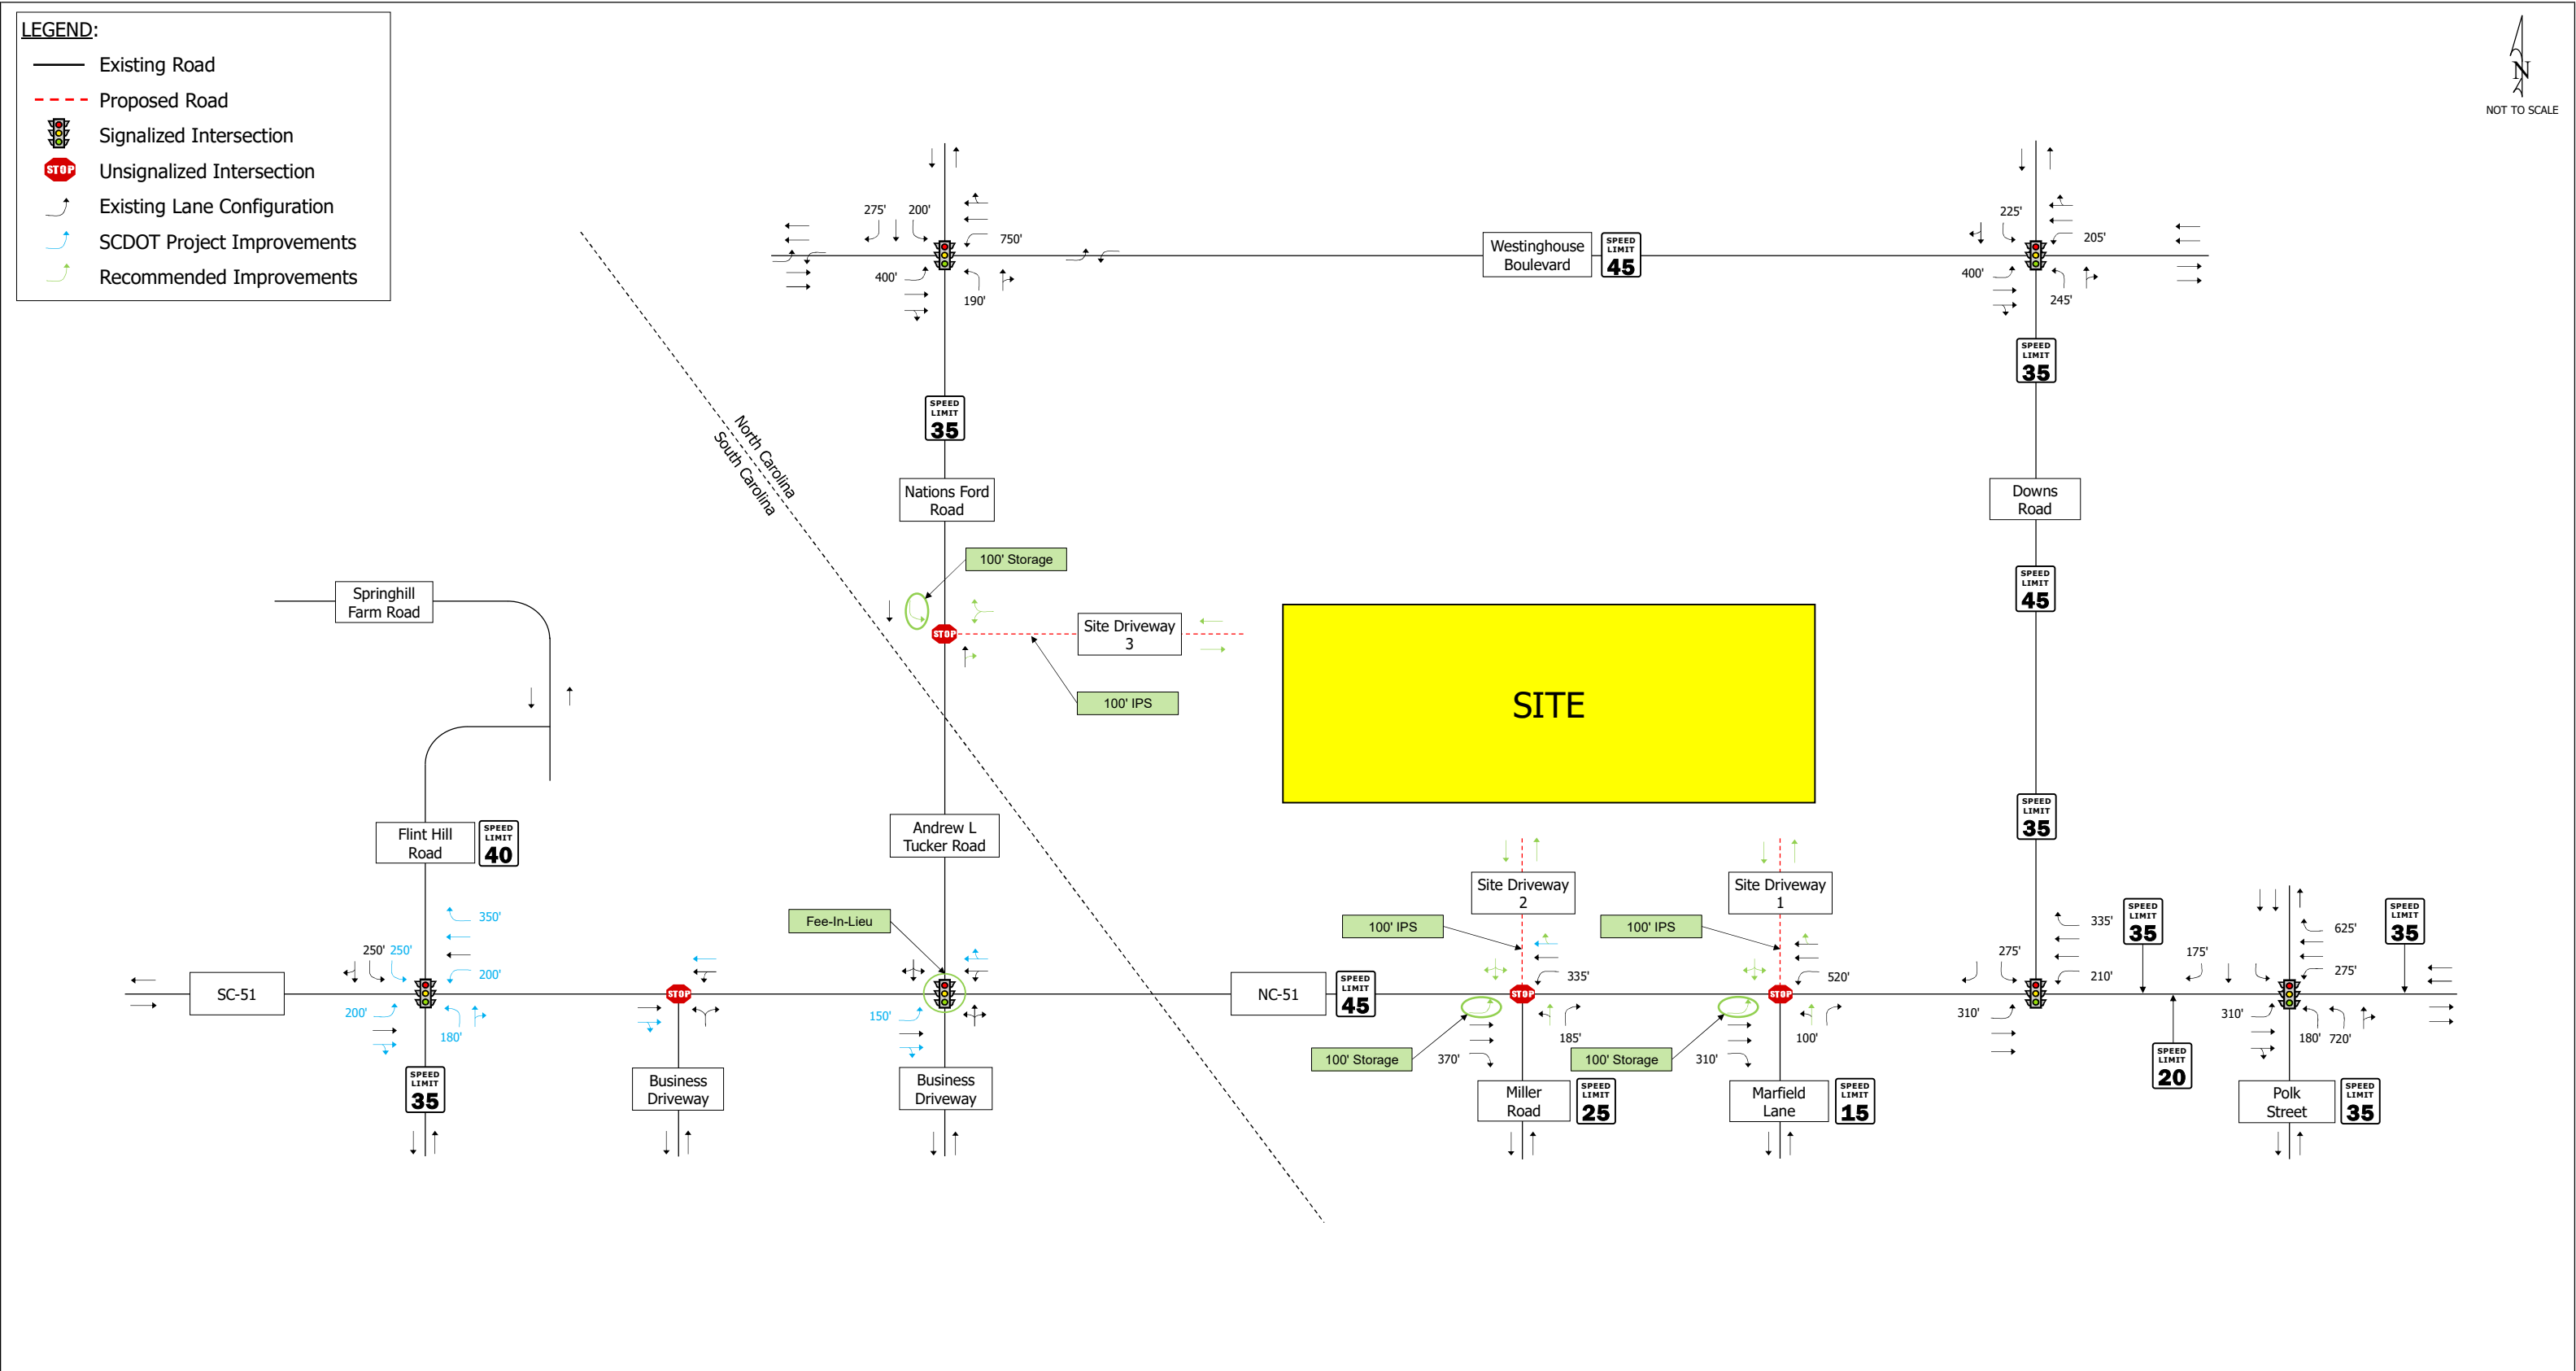 LEGEND:
Existing Road
Proposed Road
Signalized Intersection
STOP
Unsignalized Intersection
Existing Lane Configuration
SCDOT Project Improvements
Recommended Improvements
N
NOT TO SCALE
275' 200'
750'
400'
190'
Westinghouse
Boulevard
SPEED
LIMIT
45
225'
205'
400'
245'
SPEED
LIMIT
35
SPEED
LIMIT
35
North Carolina
South Carolina
Nations Ford
Road
Downs
Road
100' Storage
SPEED
LIMIT
45
Springhill
Farm Road
STOP
Site Driveway
3
100' IPS
SITE
SPEED
LIMIT
35
Flint Hill
Road
SPEED
LIMIT
40
Andrew L
Tucker Road
Site Driveway
2
Site Driveway
1
350'
250' 250'
200'
200'
180'
Fee-In-Lieu
100' IPS
100' IPS
335'
275'
210'
310'
SPEED
LIMIT
35
175'
625'
275'
SPEED
LIMIT
35
SC-51
STOP
150'
NC-51
SPEED
LIMIT
45
335'
STOP
520'
STOP
310'
180' 720'
185'
100'
100' Storage
370'
100' Storage
310'
SPEED
LIMIT
20
SPEED
LIMIT
35
Business
Driveway
Business
Driveway
Miller
Road
SPEED
LIMIT
25
Marfield
Lane
SPEED
LIMIT
15
Polk
Street
SPEED
LIMIT
35